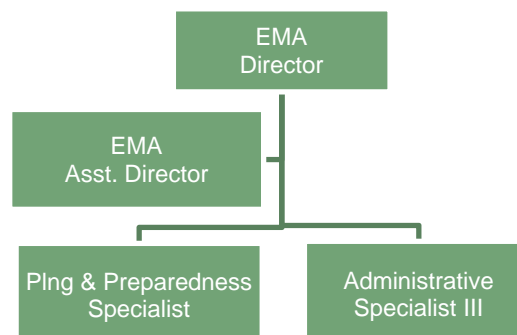 EMA
Director
EMA
Asst. Director
Plng & Preparedness
Specialist
Administrative
Specialist III